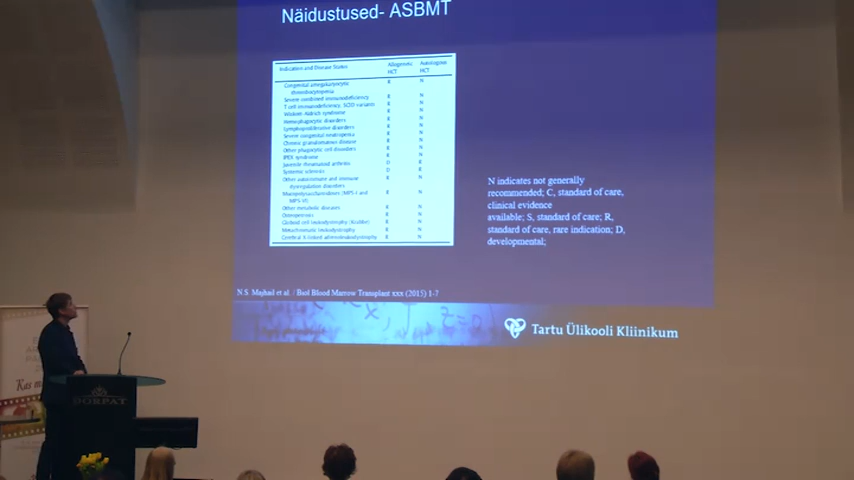 Näidustused- ASBMT
Indication and Disease Status Allogeneic HCT Autologous HCT
Congenital amegakaryocytic thrombocytopenia R N
Severe combined immunodeficiency R N
T cell immunodeficiency, SCID variants R N
Wiskott-Aldrich syndrome R N
Hemophagocytic disorders R N
Lymphoproliferative disorders R N
Severe congenital neutropenia R N
Chronic granulomatous disease R N
Other phagocytic cell disorders R N
IPEX syndrome R N
Juvenile rheumatoid arthritis D R
Systemic sclerosis D R
Other autoimmune and immune dysregulation disorders R N
Mucopolysaccharidoses (MPS-I and MPS-VI) R N
Other metabolic diseases R N
Osteopetrosis R N
Globoid cell leukodystrophy (Krabbe) R N
Metachromatic leukodystrophy R N
Cerebral X-linked adrenoleukodystrophy R N
N indicates not generally
recommended; C, standard of care,
clinical evidence
available; S, standard of care; R,
standard of care, rare indication; D,
developmental;
N.S. Majhail et al. / Biol Blood Marrow Transplant xxx (2015) 1-7
Tartu Ülikooli Kliinikum
DORPAT
Kas